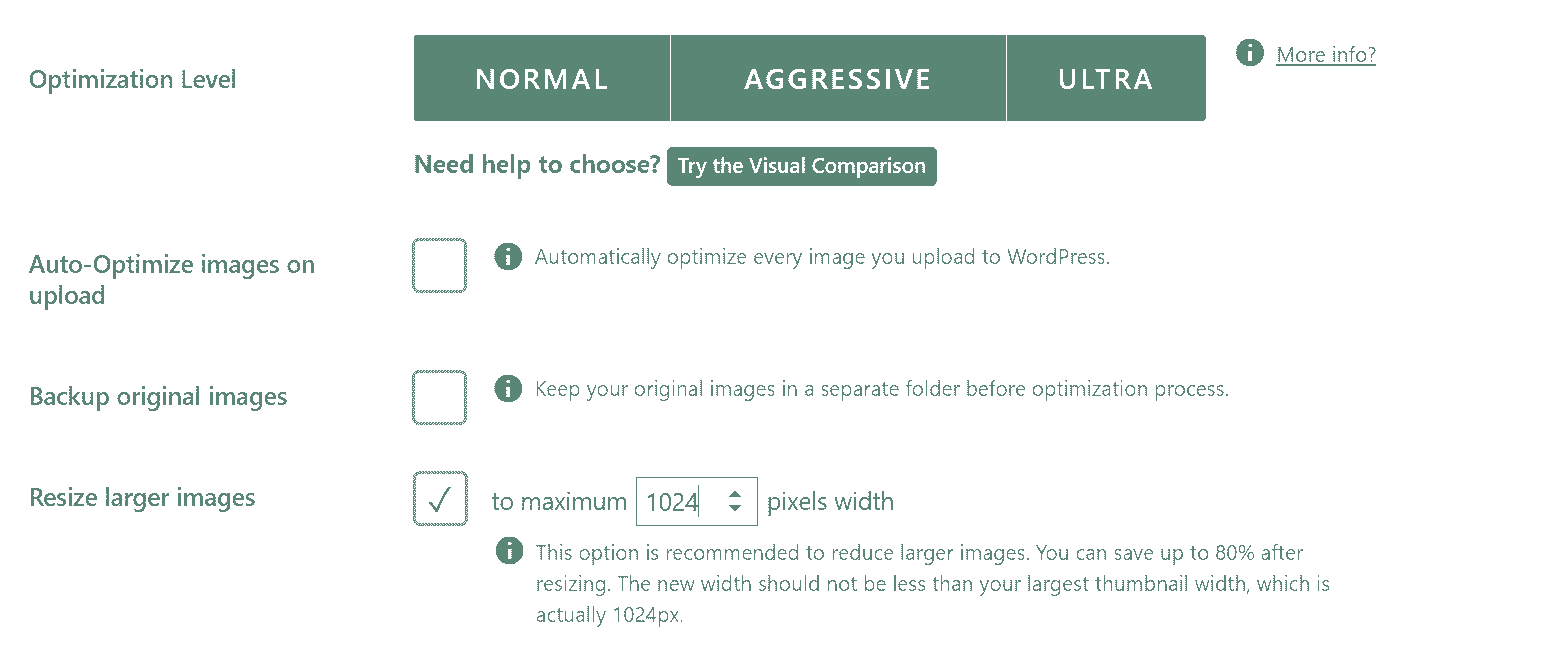 Optimization Level
NORMAL AGGRESSIVE ULTRA
More info?
Need help to choose? Try the Visual Comparison
Auto-Optimize images on
upload
Automatically optimize every image you upload to WordPress.
Backup original images
Keep your original images in a separate folder before optimization process.
Resize larger images
to maximum 1024 pixels width
This option is recommended to reduce larger images. You can save up to 80% after
resizing. The new width should not be less than your largest thumbnail width, which is
actually 1024px.